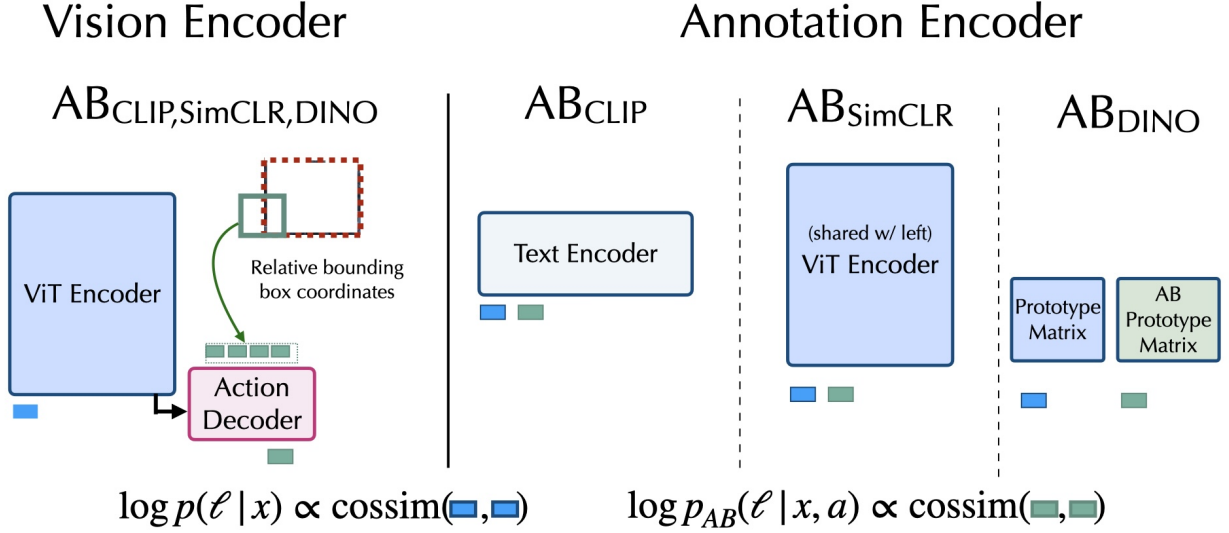 Vision Encoder
Annotation Encoder
AB_CLIP,SimCLR,DINO
AB_CLIP
AB_SimCLR
AB_DINO
ViT Encoder
Relative bounding
box coordinates
Action
Decoder
Text Encoder
(shared w/ left)
ViT Encoder
Prototype
Matrix
AB
Prototype
Matrix
log p(ℓ | x) ∝ cossim( , )
log p_AB(ℓ | x, a) ∝ cossim( , )